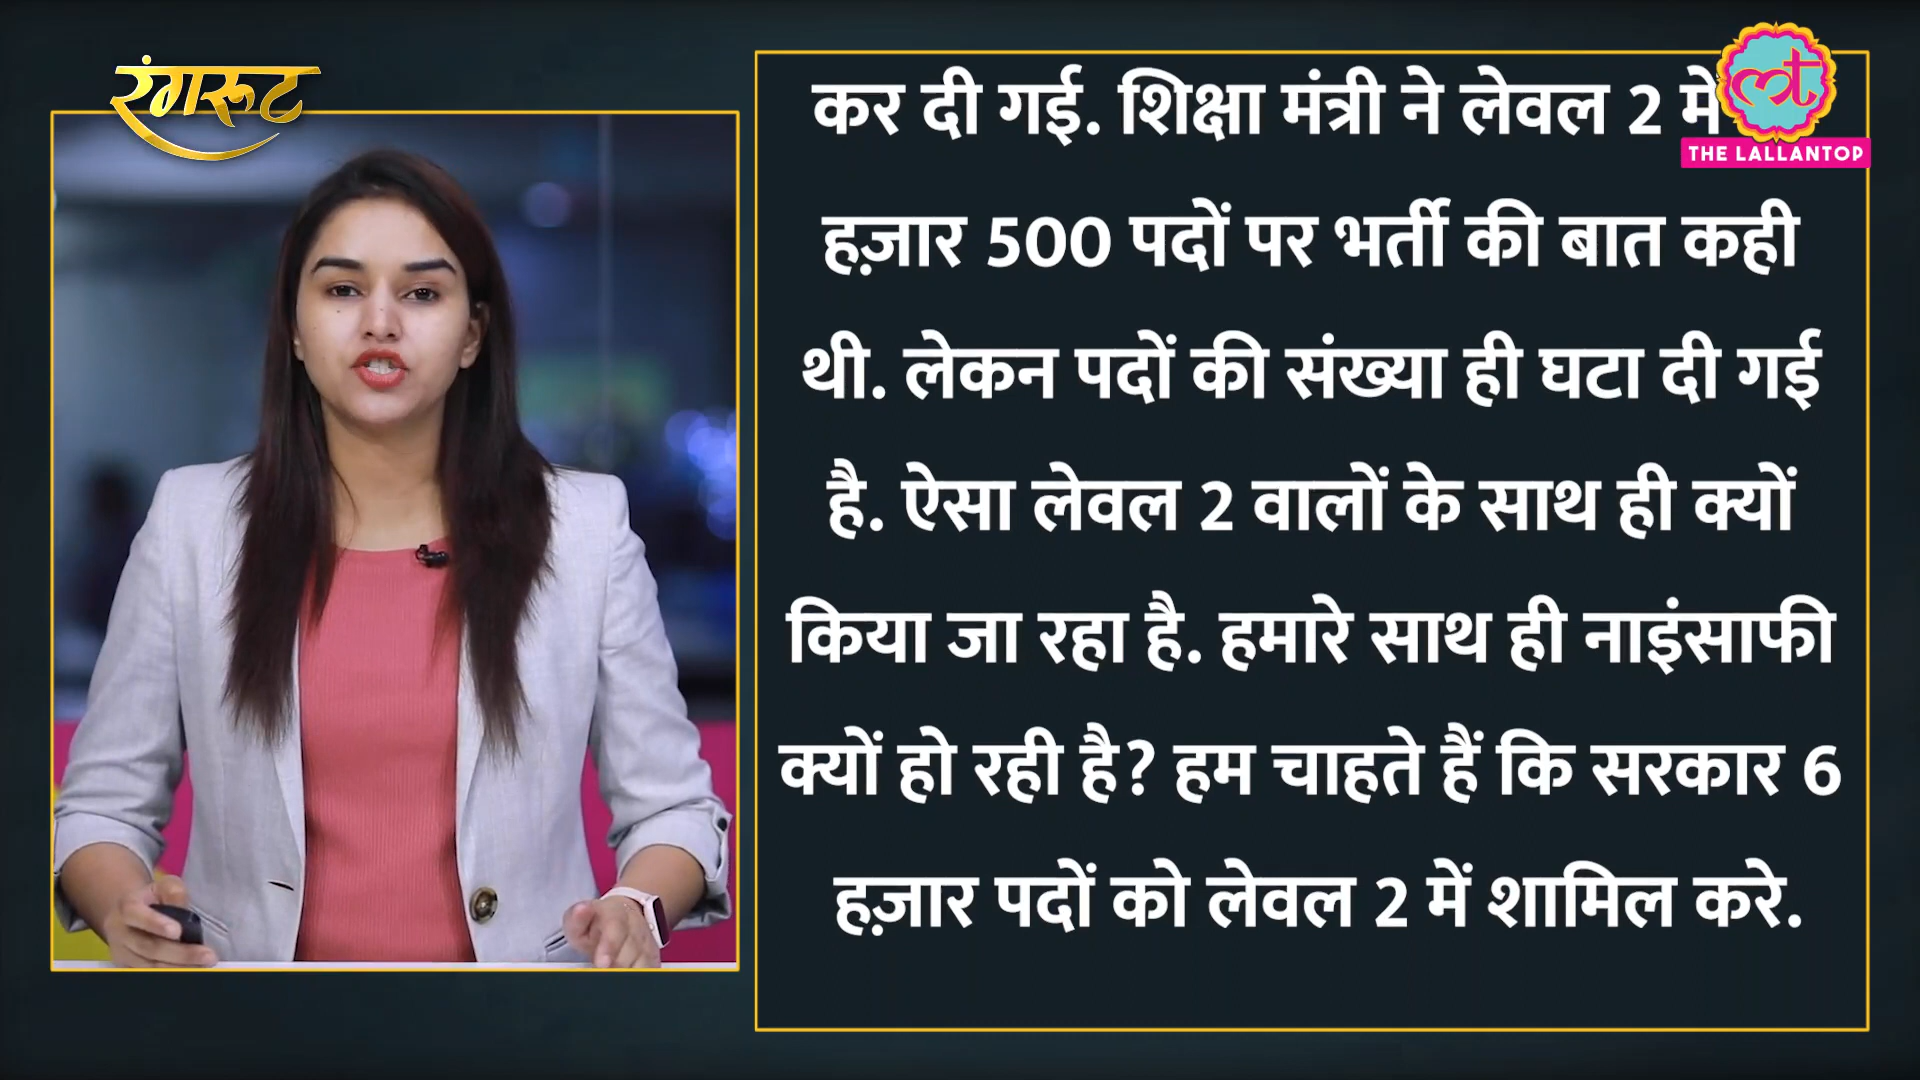 रंगरूट
कर दी गई. शिक्षा मंत्री ने लेवल 2 में
हज़ार 500 पदों पर भर्ती की बात कही
थी. लेकन पदों की संख्या ही घटा दी गई
है. ऐसा लेवल 2 वालों के साथ ही क्यों
किया जा रहा है. हमारे साथ ही नाइंसाफी
क्यों हो रही है? हम चाहते हैं कि सरकार 6
हज़ार पदों को लेवल 2 में शामिल करे.
lt
THE LALLANTOP